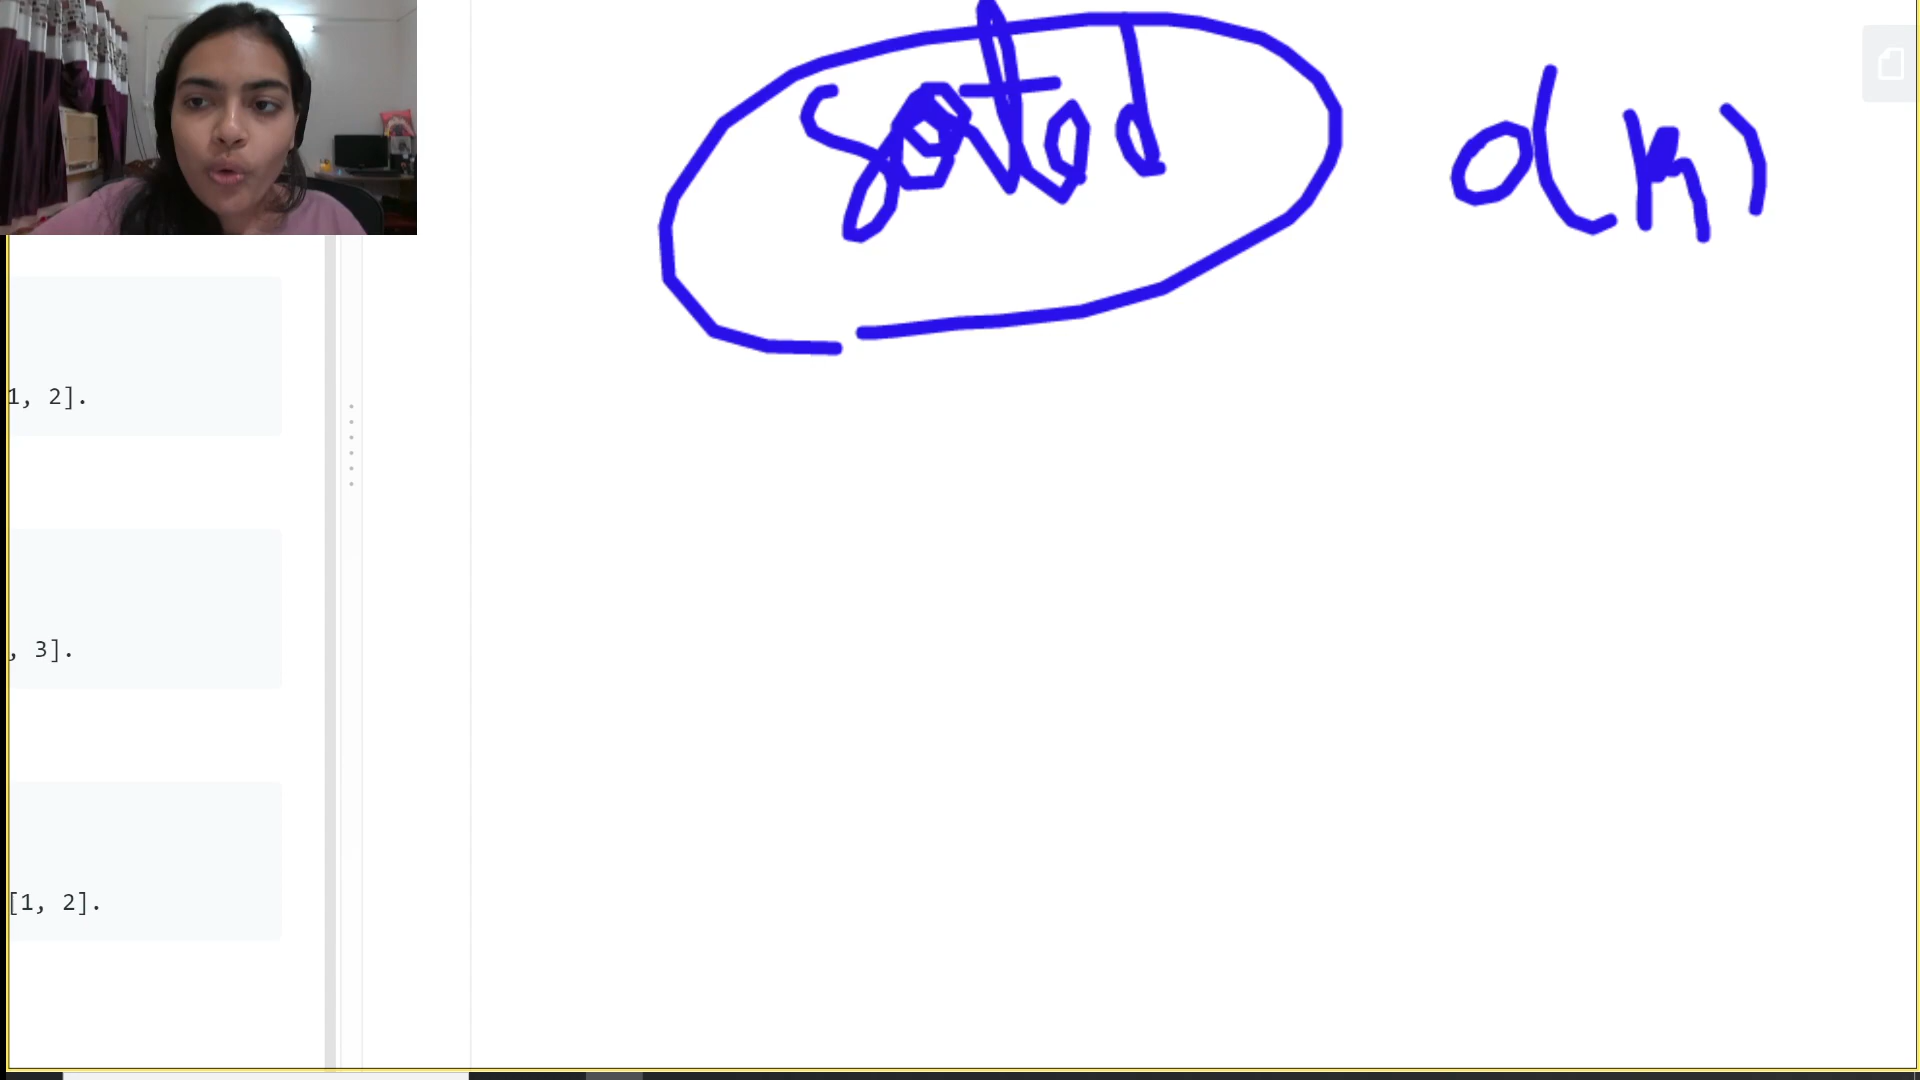 sorted O(n)
1, 2].
, 3].
[1, 2].